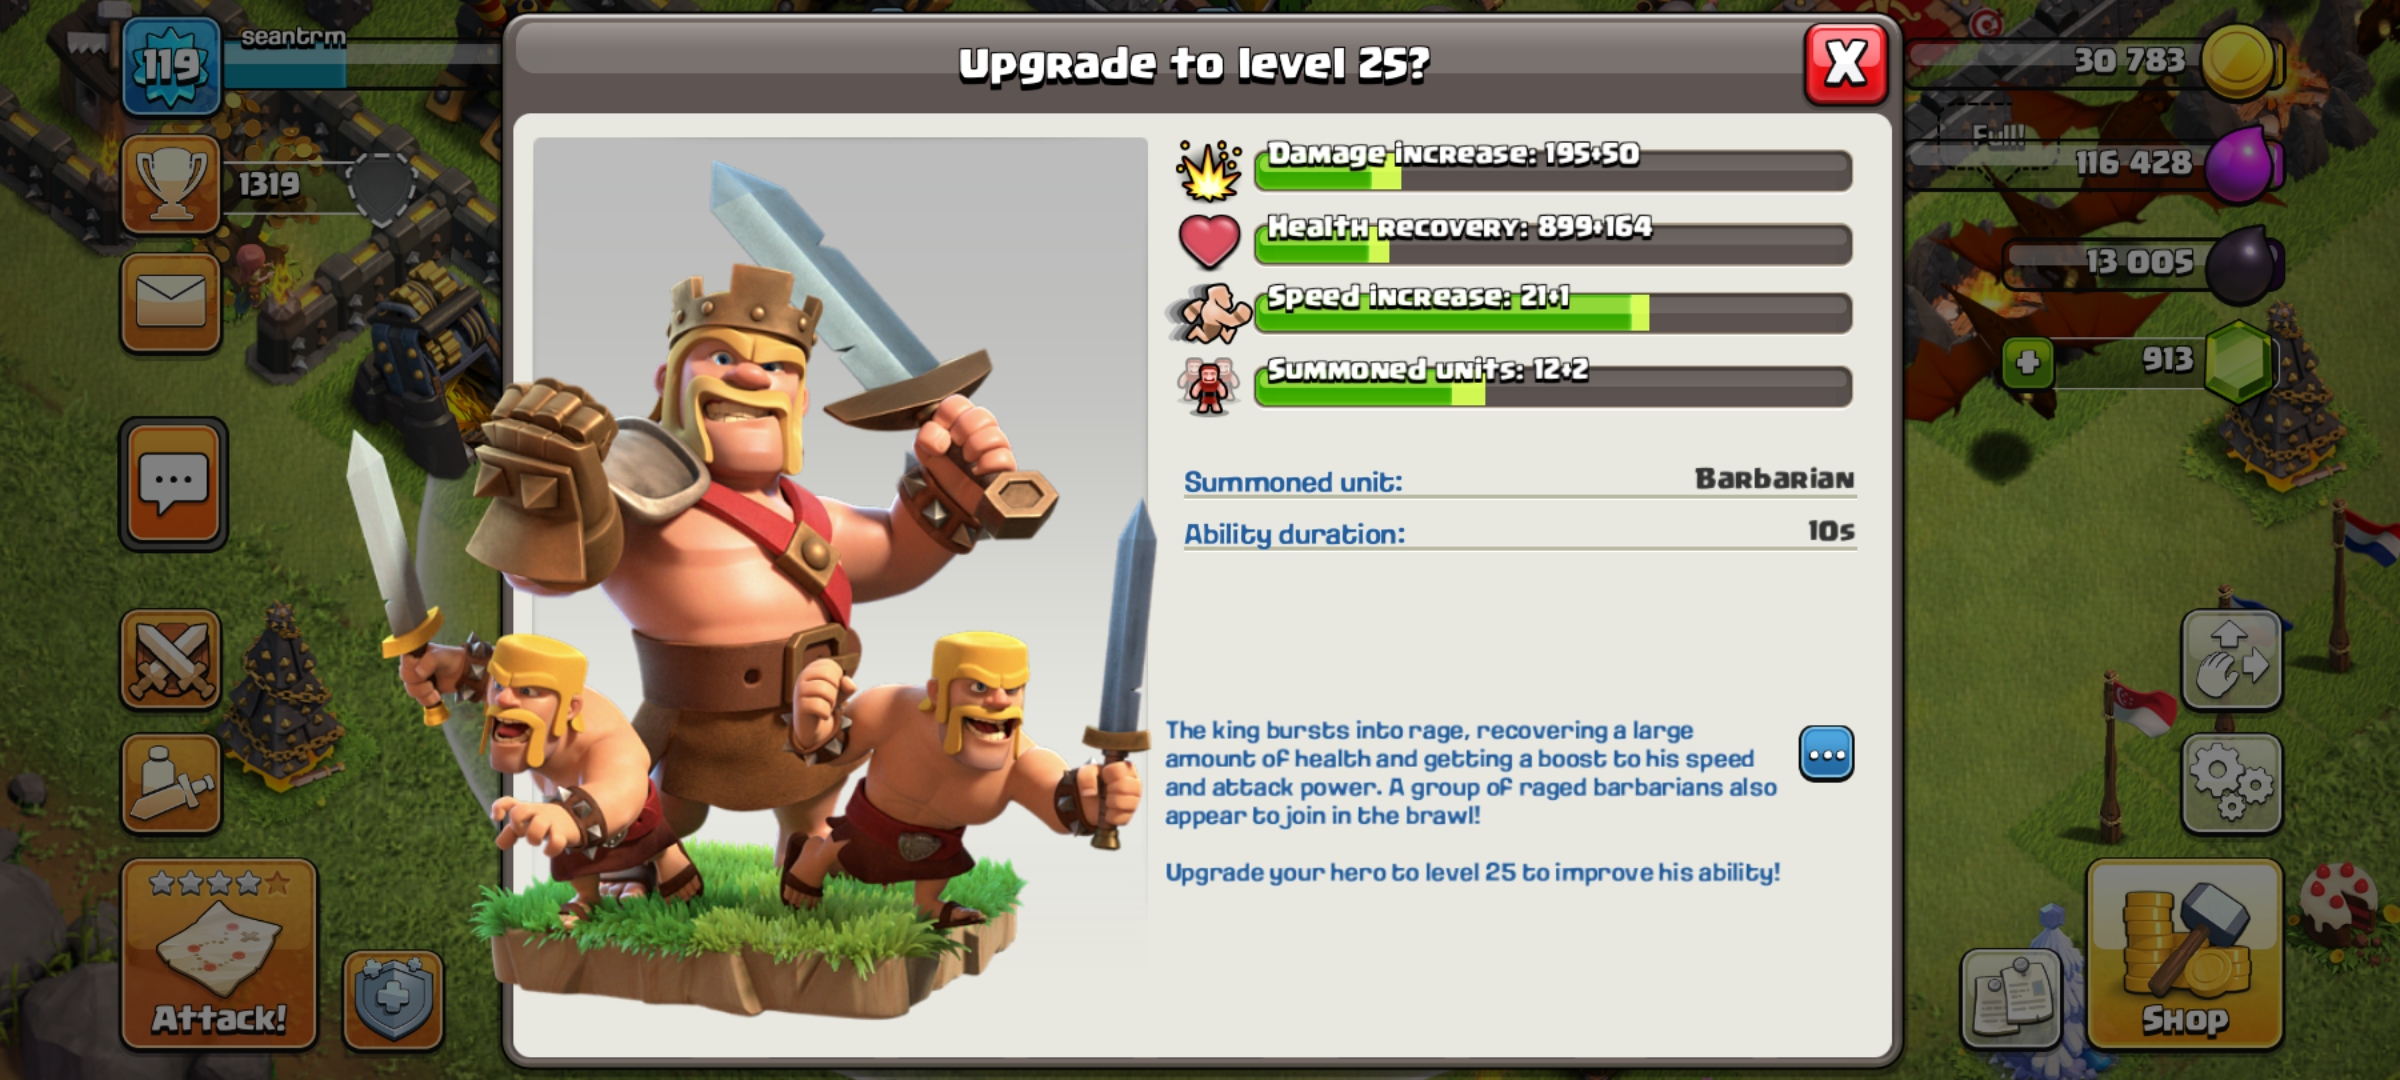 119
seantrm
1319
Attack!
Upgrade to level 25?
X
Damage increase: 195+50
Health recovery: 899+164
Speed increase: 21+1
Summoned units: 12+2
Summoned unit: Barbarian
Ability duration: 10s
The king bursts into rage, recovering a large
amount of health and getting a boost to his speed
and attack power. A group of raged barbarians also
appear to join in the brawl!
Upgrade your hero to level 25 to improve his ability!
30 783
Full!
116 428
13 005
913
Shop